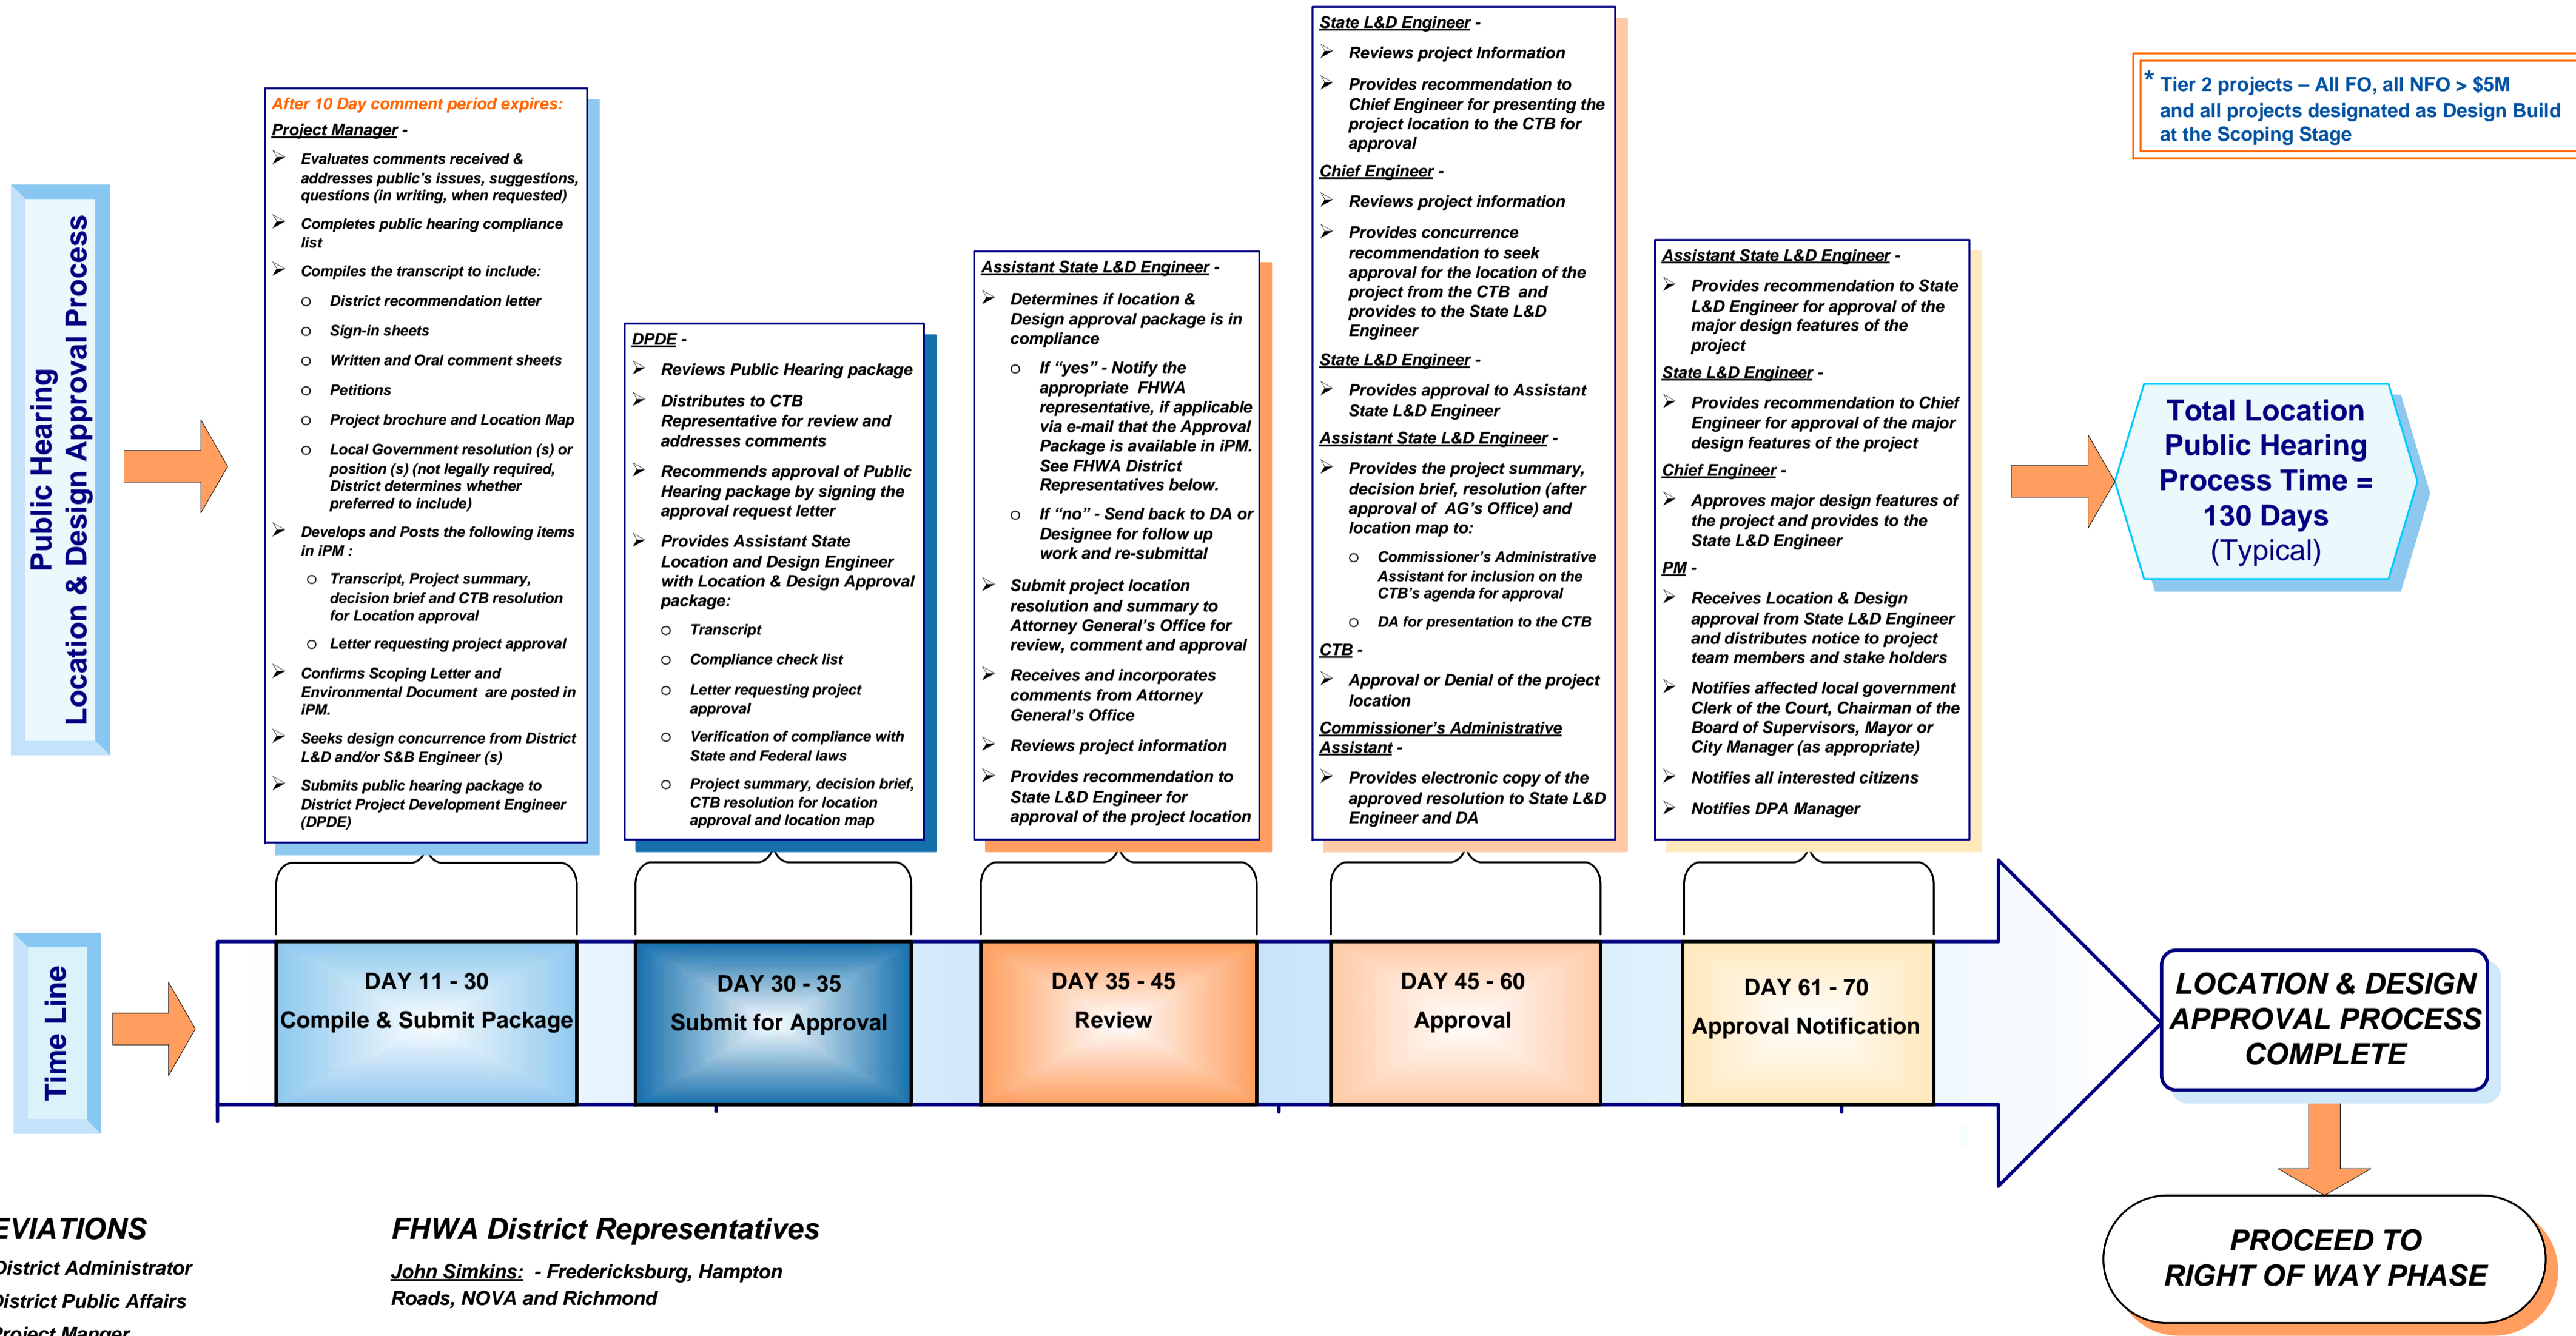 Public Hearing
Location & Design Approval Process
After 10 Day comment period expires:
Project Manager -
Evaluates comments received &
addresses public's issues, suggestions,
questions (in writing, when requested)
Completes public hearing compliance
list
Compiles the transcript to include:
District recommendation letter
Sign-in sheets
Written and Oral comment sheets
Petitions
Project brochure and Location Map
Local Government resolution (s) or
position (s) (not legally required,
District determines whether
preferred to include)
Develops and Posts the following items
in iPM :
Transcript, Project summary,
decision brief and CTB resolution
for Location approval
Letter requesting project approval
Confirms Scoping Letter and
Environmental Document are posted in
iPM.
Seeks design concurrence from District
L&D and/or S&B Engineer (s)
Submits public hearing package to
District Project Development Engineer
(DPDE)
DPDE -
Reviews Public Hearing package
Distributes to CTB
Representative for review and
addresses comments
Recommends approval of Public
Hearing package by signing the
approval request letter
Provides Assistant State
Location and Design Engineer
with Location & Design Approval
package:
Transcript
Compliance check list
Letter requesting project
approval
Verification of compliance with
State and Federal laws
Project summary, decision brief,
CTB resolution for location
approval and location map
Assistant State L&D Engineer -
Determines if location &
Design approval package is in
compliance
If "yes" - Notify the
appropriate FHWA
representative, if applicable
via e-mail that the Approval
Package is available in iPM.
See FHWA District
Representatives below.
If "no" - Send back to DA or
Designee for follow up
work and re-submittal
Submit project location
resolution and summary to
Attorney General's Office for
review, comment and approval
Receives and incorporates
comments from Attorney
General's Office
Reviews project information
Provides recommendation to
State L&D Engineer for
approval of the project location
State L&D Engineer -
Reviews project Information
Provides recommendation to
Chief Engineer for presenting the
project location to the CTB for
approval
Chief Engineer -
Reviews project information
Provides concurrence
recommendation to seek
approval for the location of the
project from the CTB and
provides to the State L&D
Engineer
State L&D Engineer -
Provides approval to Assistant
State L&D Engineer
Assistant State L&D Engineer -
Provides the project summary,
decision brief, resolution (after
approval of AG's Office) and
location map to:
Commissioner's Administrative
Assistant for inclusion on the
CTB's agenda for approval
DA for presentation to the CTB
CTB -
Approval or Denial of the project
location
Commissioner's Administrative
Assistant -
Provides electronic copy of the
approved resolution to State L&D
Engineer and DA
Assistant State L&D Engineer -
Provides recommendation to State
L&D Engineer for approval of the
major design features of the
project
State L&D Engineer -
Provides recommendation to Chief
Engineer for approval of the major
design features of the project
Chief Engineer -
Approves major design features of
the project and provides to the
State L&D Engineer
PM -
Receives Location & Design
approval from State L&D Engineer
and distributes notice to project
team members and stake holders
Notifies affected local government
Clerk of the Court, Chairman of the
Board of Supervisors, Mayor or
City Manager (as appropriate)
Notifies all interested citizens
Notifies DPA Manager
* Tier 2 projects – All FO, all NFO > $5M
and all projects designated as Design Build
at the Scoping Stage
Total Location
Public Hearing
Process Time =
130 Days
(Typical)
Time Line
DAY 11 - 30
Compile & Submit Package
DAY 30 - 35
Submit for Approval
DAY 35 - 45
Review
DAY 45 - 60
Approval
DAY 61 - 70
Approval Notification
LOCATION & DESIGN
APPROVAL PROCESS
COMPLETE
PROCEED TO
RIGHT OF WAY PHASE
EVIATIONS
District Administrator
District Public Affairs
Project Manger
FHWA District Representatives
John Simkins: - Fredericksburg, Hampton
Roads, NOVA and Richmond